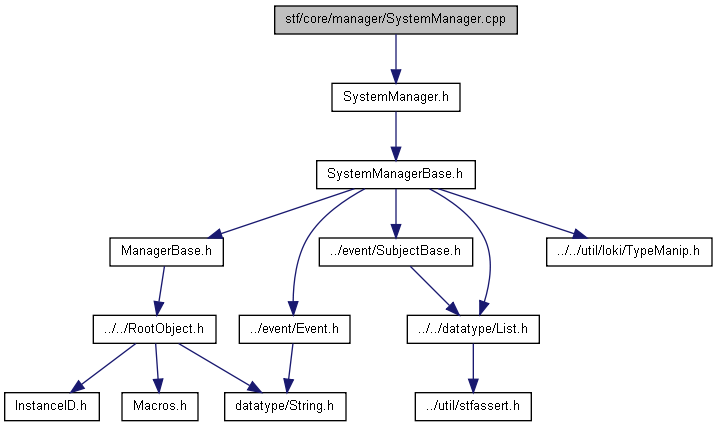 stf/core/manager/SystemManager.cpp
SystemManager.h
SystemManagerBase.h
ManagerBase.h
../event/SubjectBase.h
../../util/loki/TypeManip.h
../../RootObject.h
../event/Event.h
../../datatype/List.h
InstanceID.h
Macros.h
datatype/String.h
../util/stfassert.h